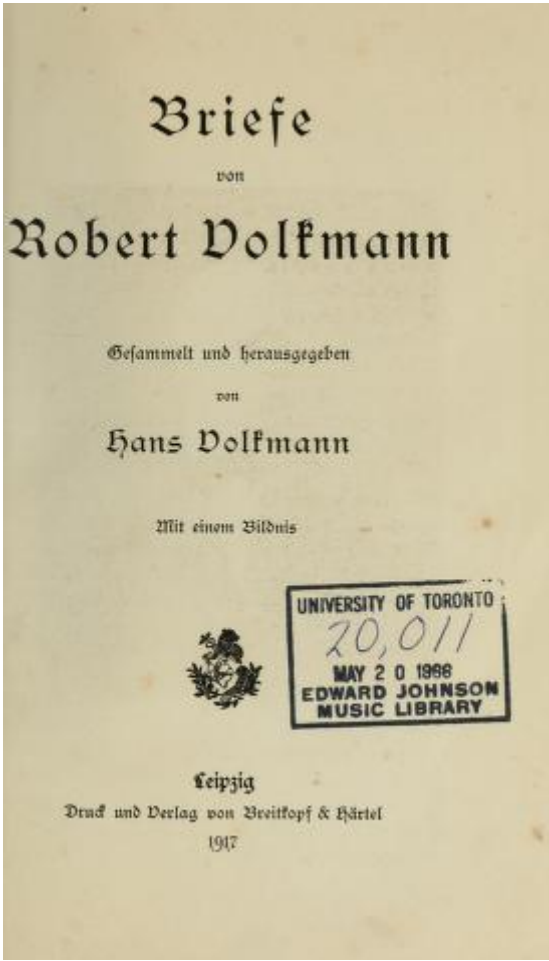 Briefe
von
Robert Volkmann
Gesammelt und herausgegeben
von
Hans Volkmann
Mit einem Bildnis
UNIVERSITY OF TORONTO
20,011
MAY 20 1966
EDWARD JOHNSON
MUSIC LIBRARY
Leipzig
Druck und Verlag von Breitkopf & Härtel
1917